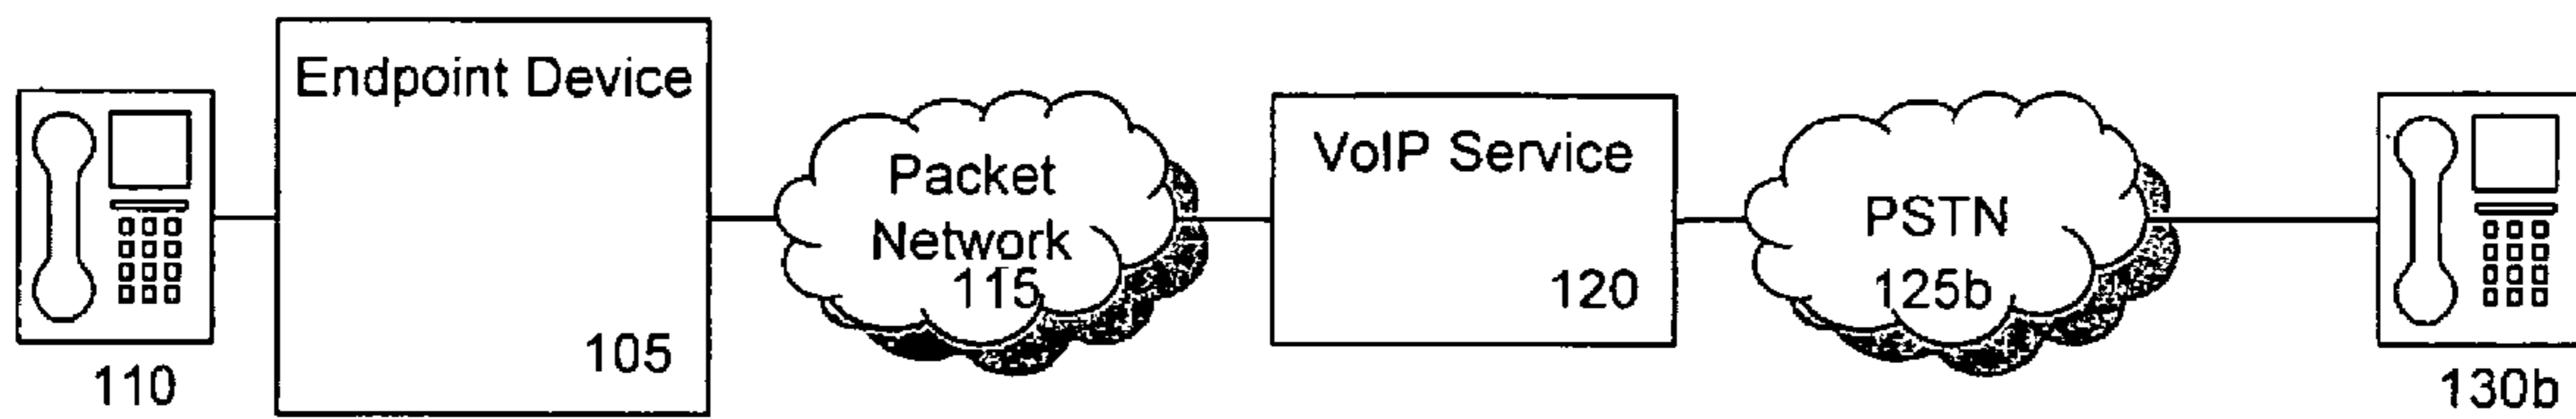 110
Endpoint Device
105
Packet
Network
115
VoIP Service
120
PSTN
125b
130b